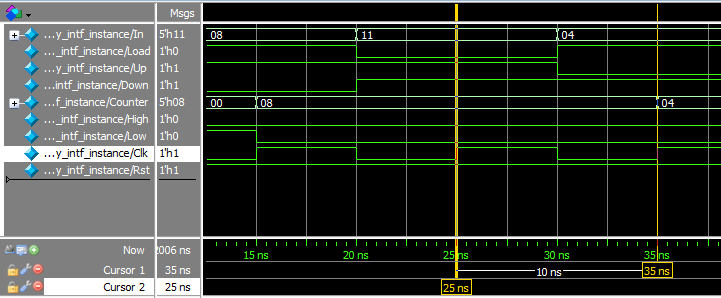 Msgs
...y_intf_instance/In 5'h11 08 11 04
..._intf_instance/Load 1'h0
...y_intf_instance/Up 1'h1
...intf_instance/Down 1'h1
...f_instance/Counter 5'h08 00 08 04
..._intf_instance/High 1'h0
..._intf_instance/Low 1'h0
...y_intf_instance/Clk 1'h1
...y_intf_instance/Rst 1'h1
Now 2006 ns 15 ns 20 ns 25 ns 30 ns 35 ns
Cursor 1 35 ns 10 ns 35 ns
Cursor 2 25 ns 25 ns